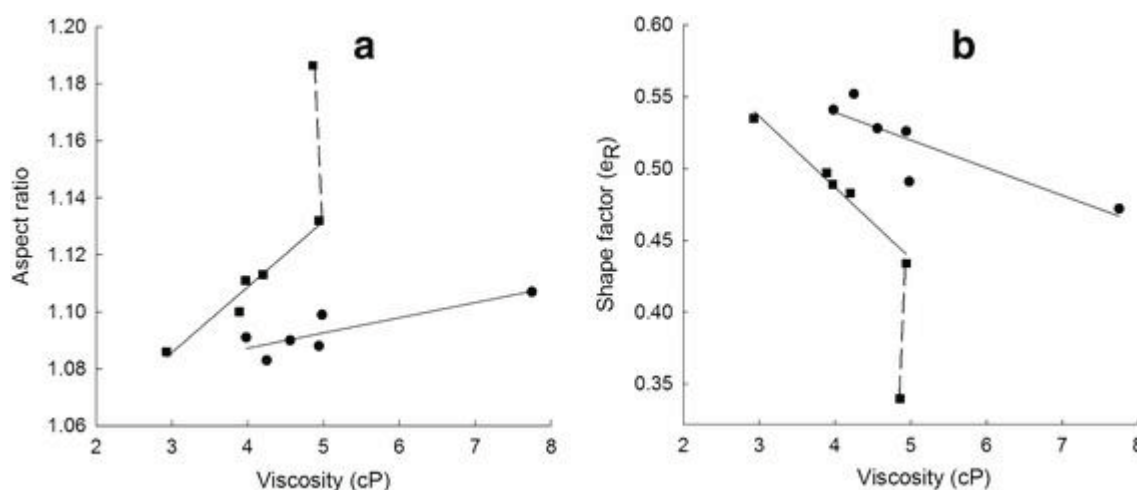 a
1.20
1.18
1.16
1.14
1.12
1.10
1.08
1.06
Aspect ratio
2 3 4 5 6 7 8
Viscosity (cP)
b
0.60
0.55
0.50
0.45
0.40
0.35
Shape factor (eR)
2 3 4 5 6 7 8
Viscosity (cP)